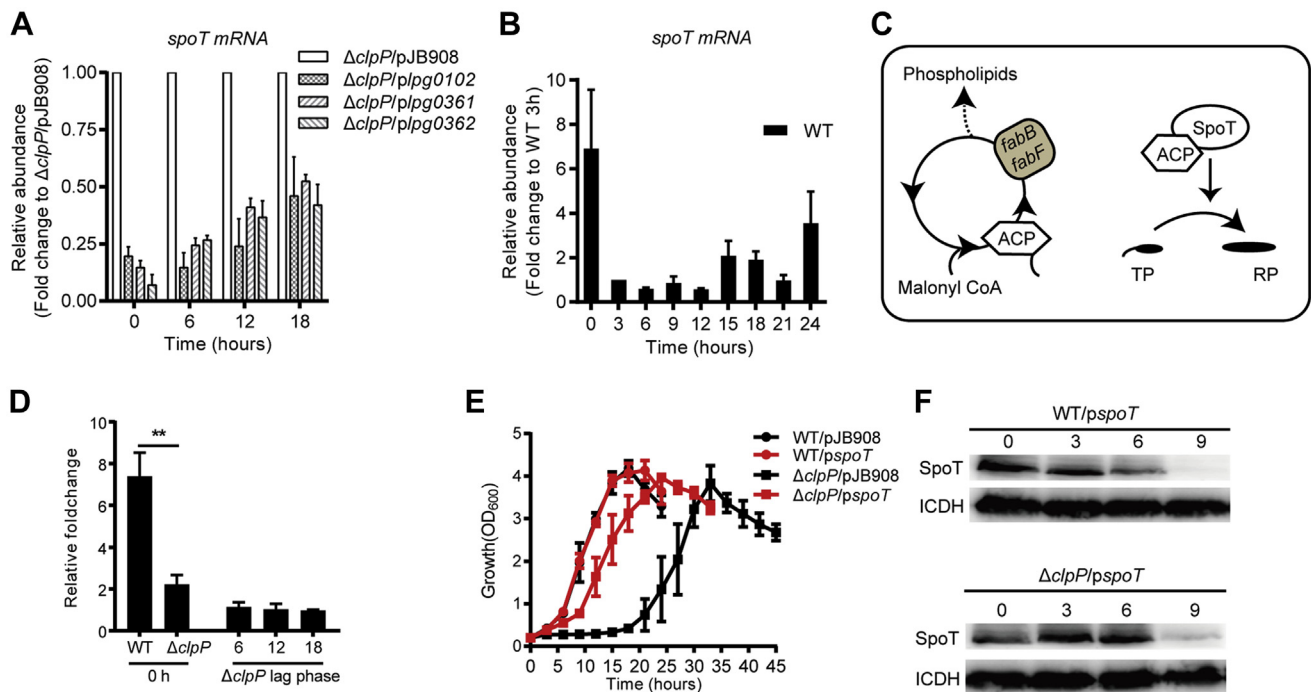 A
spoT mRNA
Relative abundance
(Fold change to ΔclpP/pJB908)
1.00
0.75
0.50
0.25
0.00
0 6 12 18
Time (hours)
ΔclpP/pJB908
ΔclpP/plpg0102
ΔclpP/plpg0361
ΔclpP/plpg0362
B
spoT mRNA
Relative abundance
(Fold change to WT 3h)
10
8
6
4
2
0
0 3 6 9 12 15 18 21 24
Time (hours)
WT
C
Phospholipids
fabB
fabF
ACP
Malonyl CoA
SpoT
ACP
TP
RP
D
Relative foldchange
10
8
6
4
2
0
**
WT ΔclpP 6 12 18
0 h ΔclpP lag phase
E
Growth(OD600)
5
4
3
2
1
0
0 5 10 15 20 25 30 35 40 45
Time (hours)
WT/pJB908
WT/pspoT
ΔclpP/pJB908
ΔclpP/pspoT
F
WT/pspoT
0 3 6 9
SpoT
ICDH
ΔclpP/pspoT
0 3 6 9
SpoT
ICDH